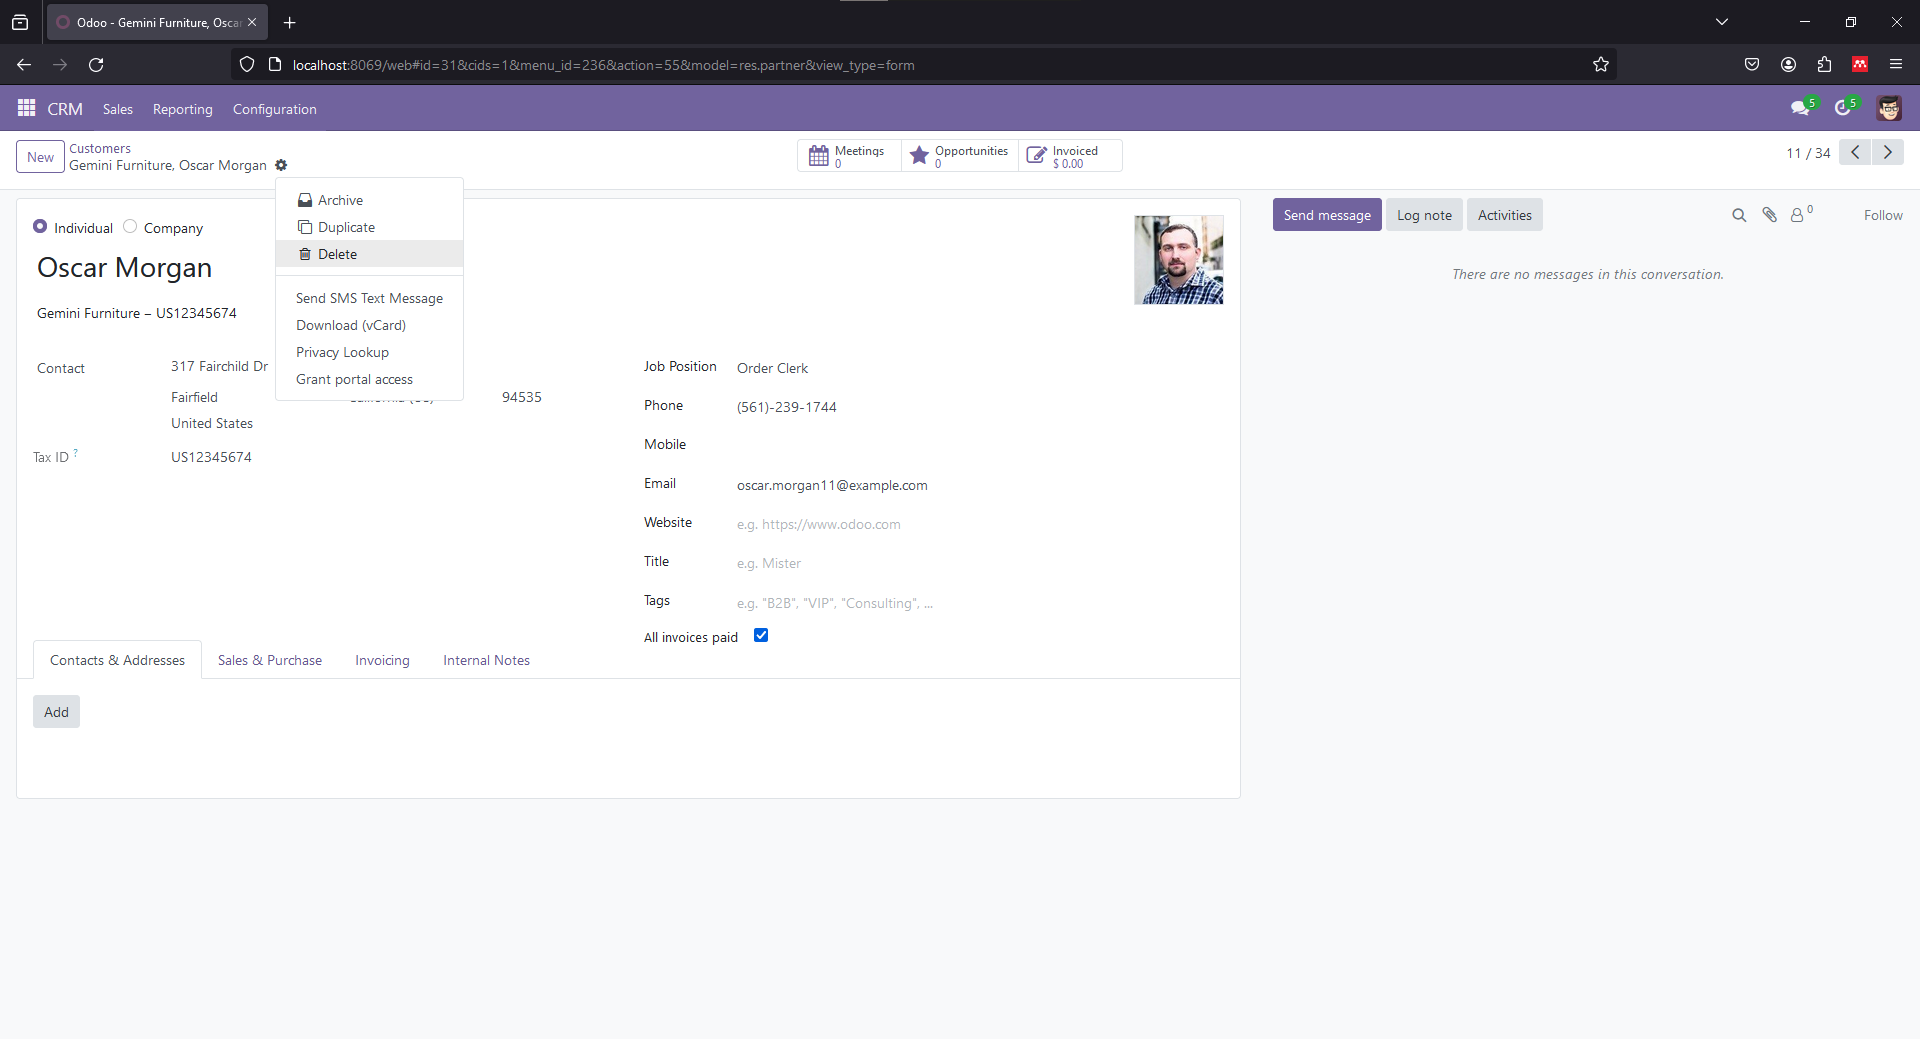 Odoo - Gemini Furniture, Osca
localhost:8069/web#id=31&cids=1&menu_id=236&action=55&model=res.partner&view_type=form
CRM Sales Reporting Configuration 5 5
New
Customers
Gemini Furniture, Oscar Morgan
Meetings
0
Opportunities
0
Invoiced
$ 0.00
11 / 34
Archive
Duplicate
Delete
Send SMS Text Message
Download (vCard)
Privacy Lookup
Grant portal access
Individual Company
Oscar Morgan
Gemini Furniture – US12345674
Contact 317 Fairchild Dr
Fairfield 94535
United States
Tax ID ? US12345674
Job Position Order Clerk
Phone (561)-239-1744
Mobile
Email oscar.morgan11@example.com
Website e.g. https://www.odoo.com
Title e.g. Mister
Tags e.g. "B2B", "VIP", "Consulting", ...
All invoices paid
Contacts & Addresses Sales & Purchase Invoicing Internal Notes
Add
Send message Log note Activities 0 Follow
There are no messages in this conversation.